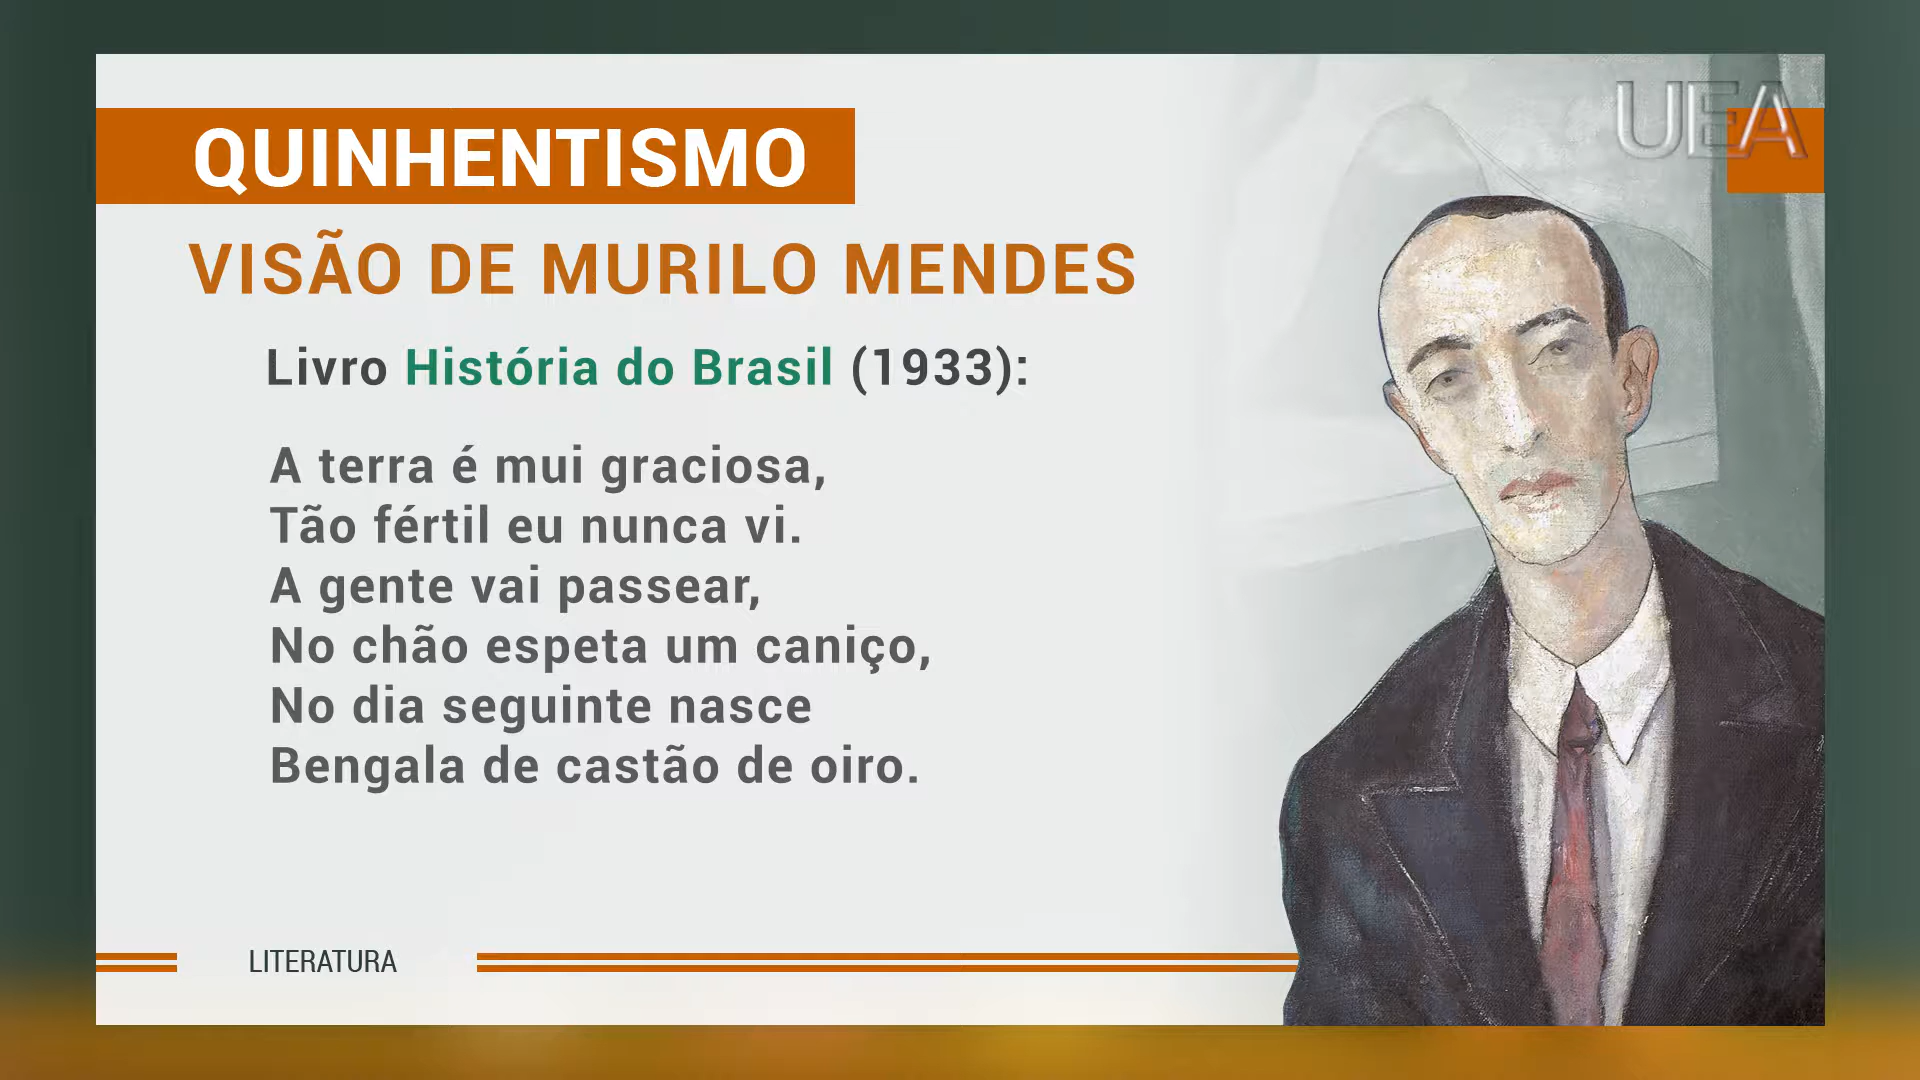 UEA
QUINHENTISMO
VISÃO DE MURILO MENDES
Livro História do Brasil (1933):
A terra é mui graciosa,
Tão fértil eu nunca vi.
A gente vai passear,
No chão espeta um caniço,
No dia seguinte nasce
Bengala de castão de oiro.
LITERATURA